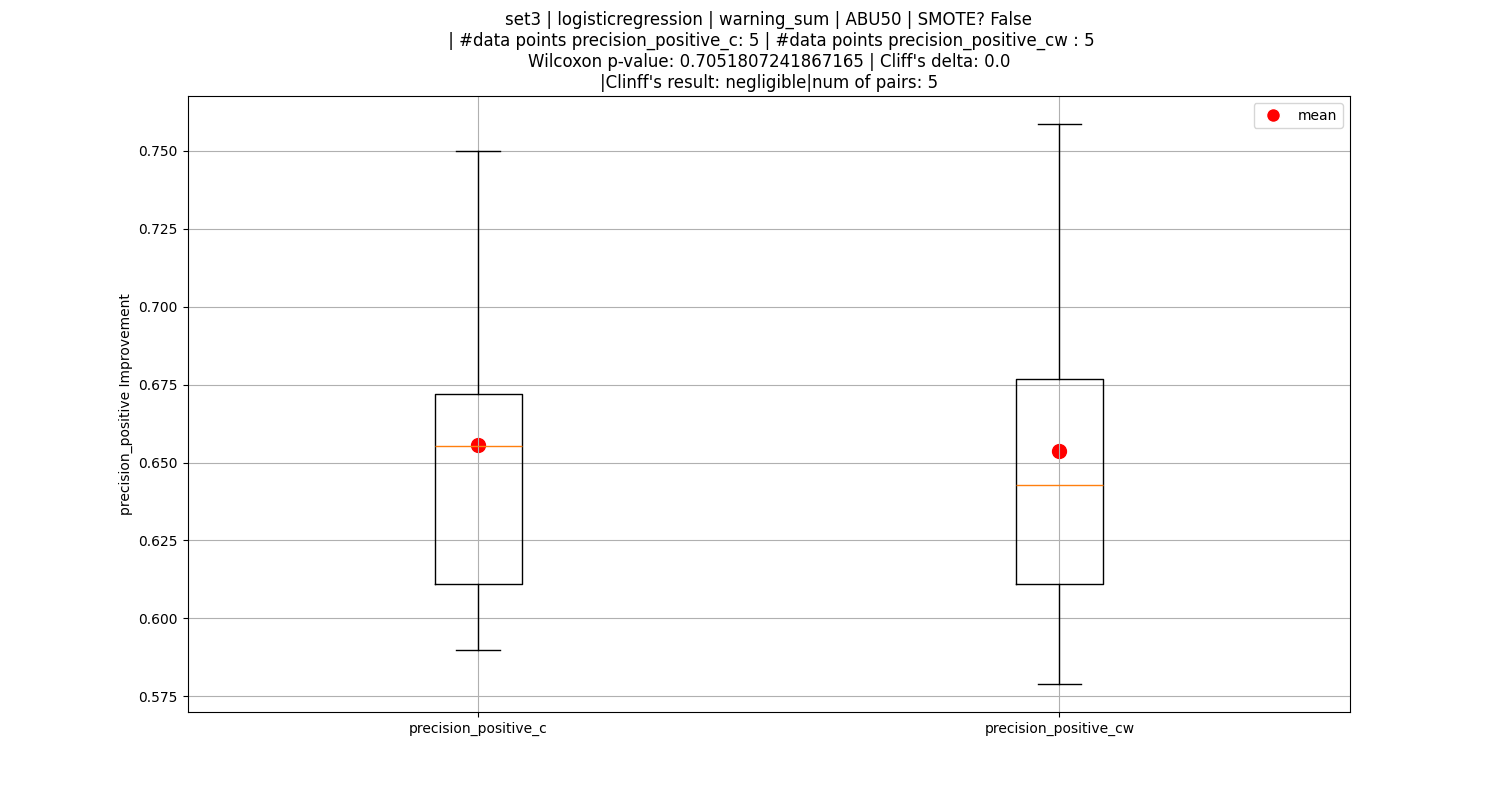 set3 | logisticregression | warning_sum | ABU50 | SMOTE? False
| #data points precision_positive_c: 5 | #data points precision_positive_cw : 5
Wilcoxon p-value: 0.7051807241867165 | Cliff's delta: 0.0
|Clinff's result: negligible|num of pairs: 5
mean
precision_positive Improvement
0.750
0.725
0.700
0.675
0.650
0.625
0.600
0.575
precision_positive_c
precision_positive_cw